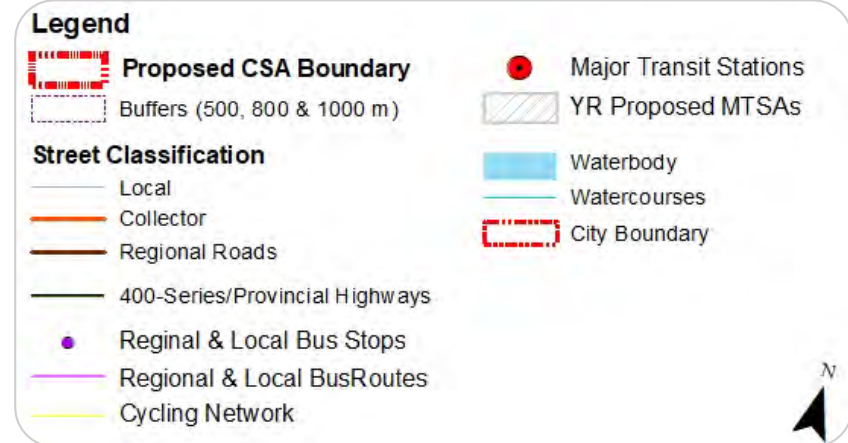 Legend
Proposed CSA Boundary
Buffers (500, 800 & 1000 m)
Street Classification
Local
Collector
Regional Roads
400-Series/Provincial Highways
Reginal & Local Bus Stops
Regional & Local BusRoutes
Cycling Network
Major Transit Stations
YR Proposed MTSAs
Waterbody
Watercourses
City Boundary
N